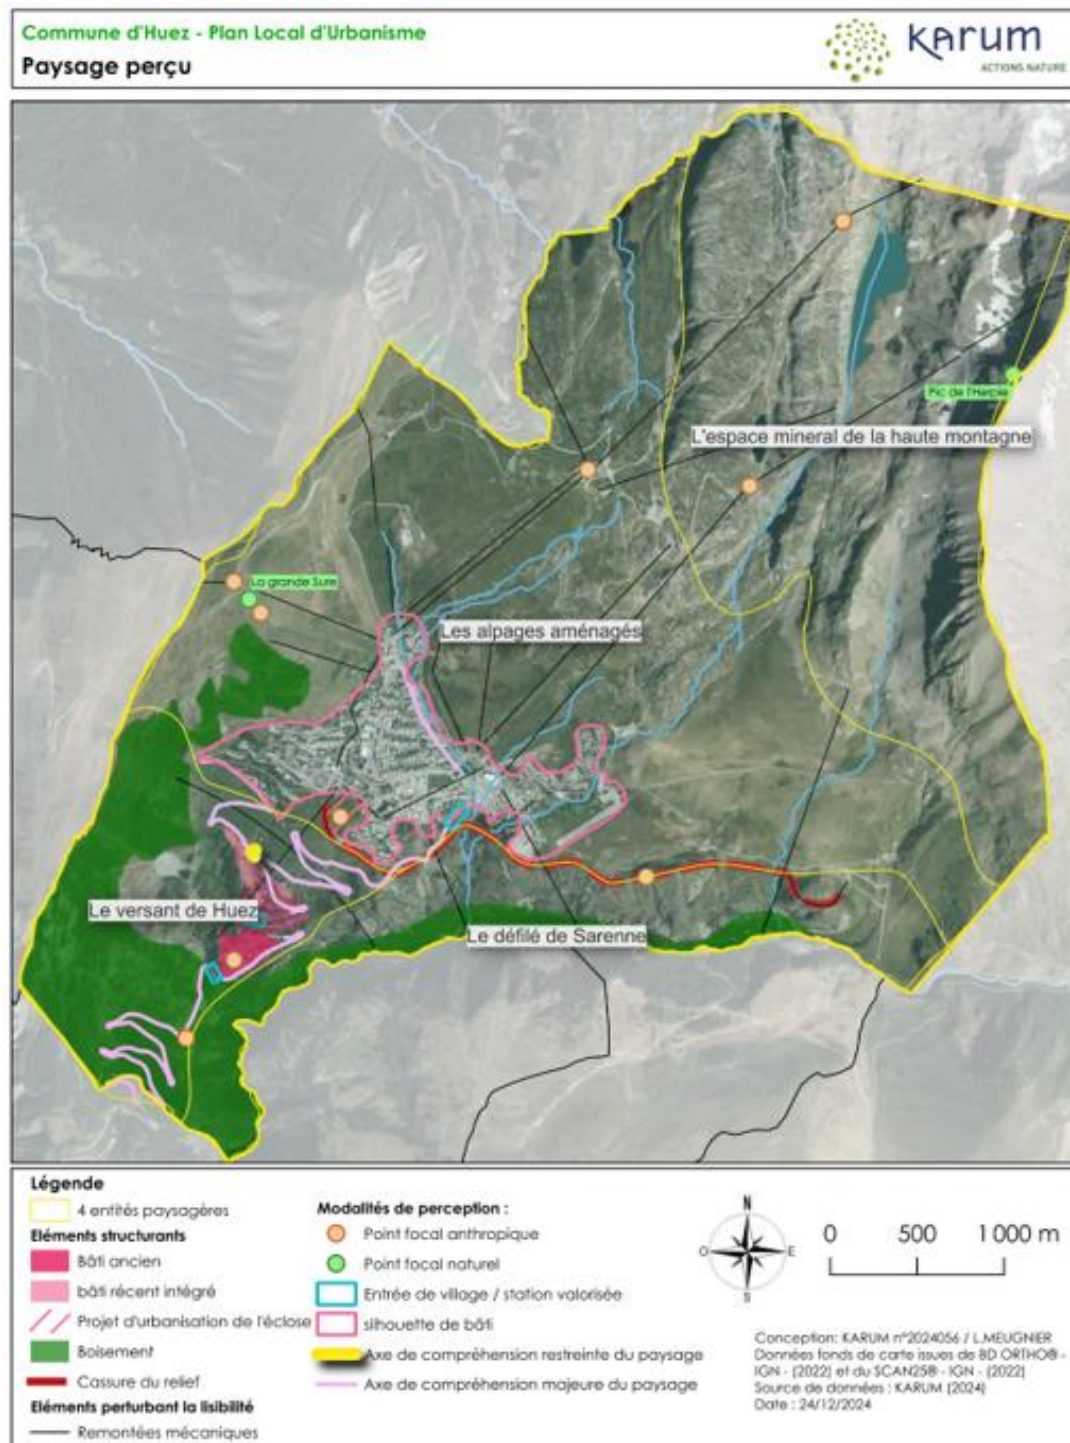 Commune d'Huez - Plan Local d'Urbanisme
Paysage perçu
Karum
ACTIONS NATURE
Pic de l'Herpie
L'espace mineral de la haute montagne
La grande Sure
Les alpages aménagés
Le versant de Huez
Le défilé de Sarenne
Légende
4 entités paysagères
Eléments structurants
Bâti ancien
bâti récent intégré
Projet d'urbanisation de l'éclose
Boisement
Cassure du relief
Eléments perturbant la lisibilité
Remontées mécaniques
Modalités de perception :
Point focal anthropique
Point focal naturel
Entrée de village / station valorisée
silhouette de bâti
Axe de compréhension restreinte du paysage
Axe de compréhension majeure du paysage
N
O
E
S
0 500 1 000 m
Conception: KARUM n°2024056 / L.MEUGNIER
Données fonds de carte issues de BD ORTHO® -
IGN - (2022) et du SCAN25® - IGN - (2022)
Source de données : KARUM (2024)
Date : 24/12/2024